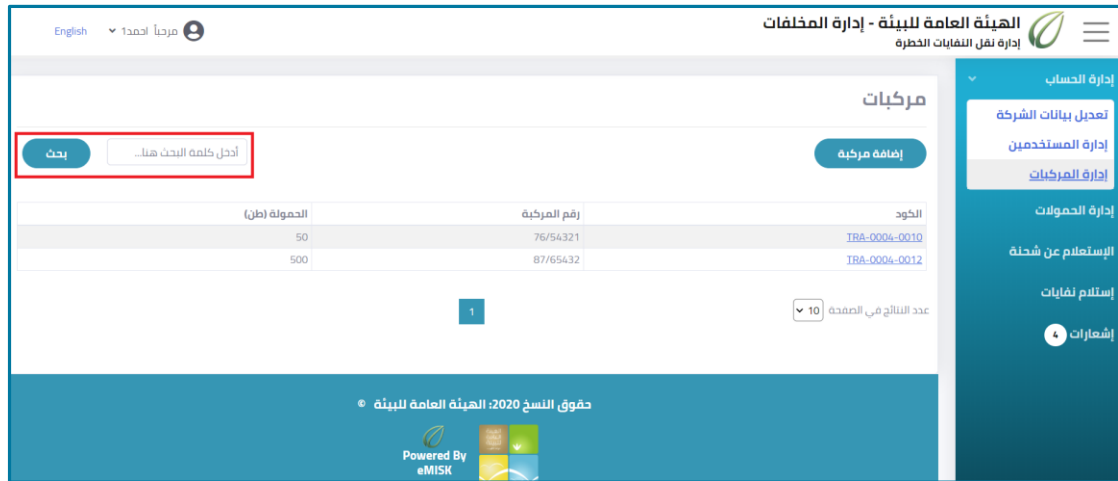 الهيئة العامة للبيئة - إدارة المخلفات
إدارة نقل النفايات الخطرة
مرحباً احمد1
English
إدارة الحساب
تعديل بيانات الشركة
إدارة المستخدمين
إدارة المركبات
إدارة الحمولات
الإستعلام عن شحنة
إستلام نفايات
إشعارات 4
مركبات
إضافة مركبة
أدخل كلمة البحث هنا...
بحث
الكود رقم المركبة الحمولة (طن)
TRA-0004-0010 76/54321 50
TRA-0004-0012 87/65432 500
عدد النتائج في الصفحة 10
1
حقوق النسخ 2020: الهيئة العامة للبيئة ©
Powered By
eMISK